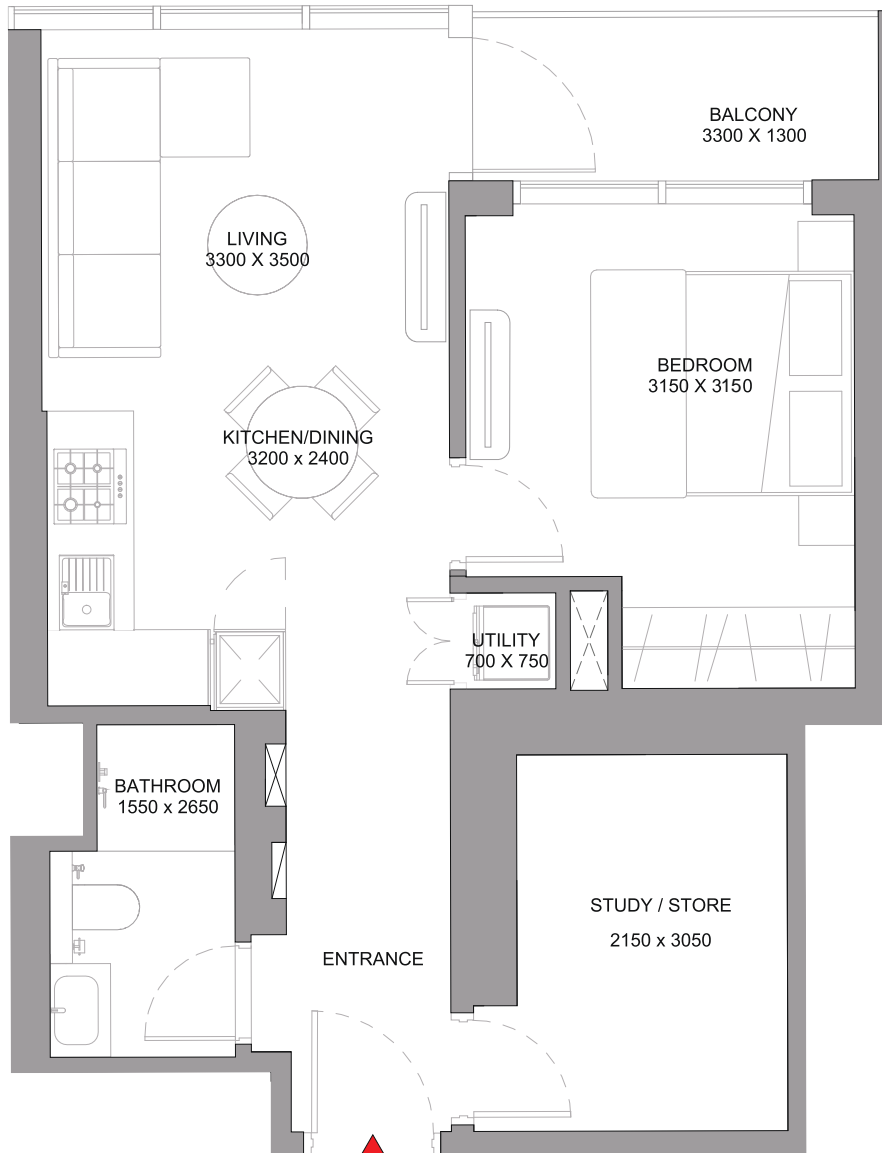 BALCONY
3300 X 1300
LIVING
3300 X 3500
BEDROOM
3150 X 3150
KITCHEN/DINING
3200 x 2400
UTILITY
700 X 750
BATHROOM
1550 x 2650
STUDY / STORE
2150 x 3050
ENTRANCE